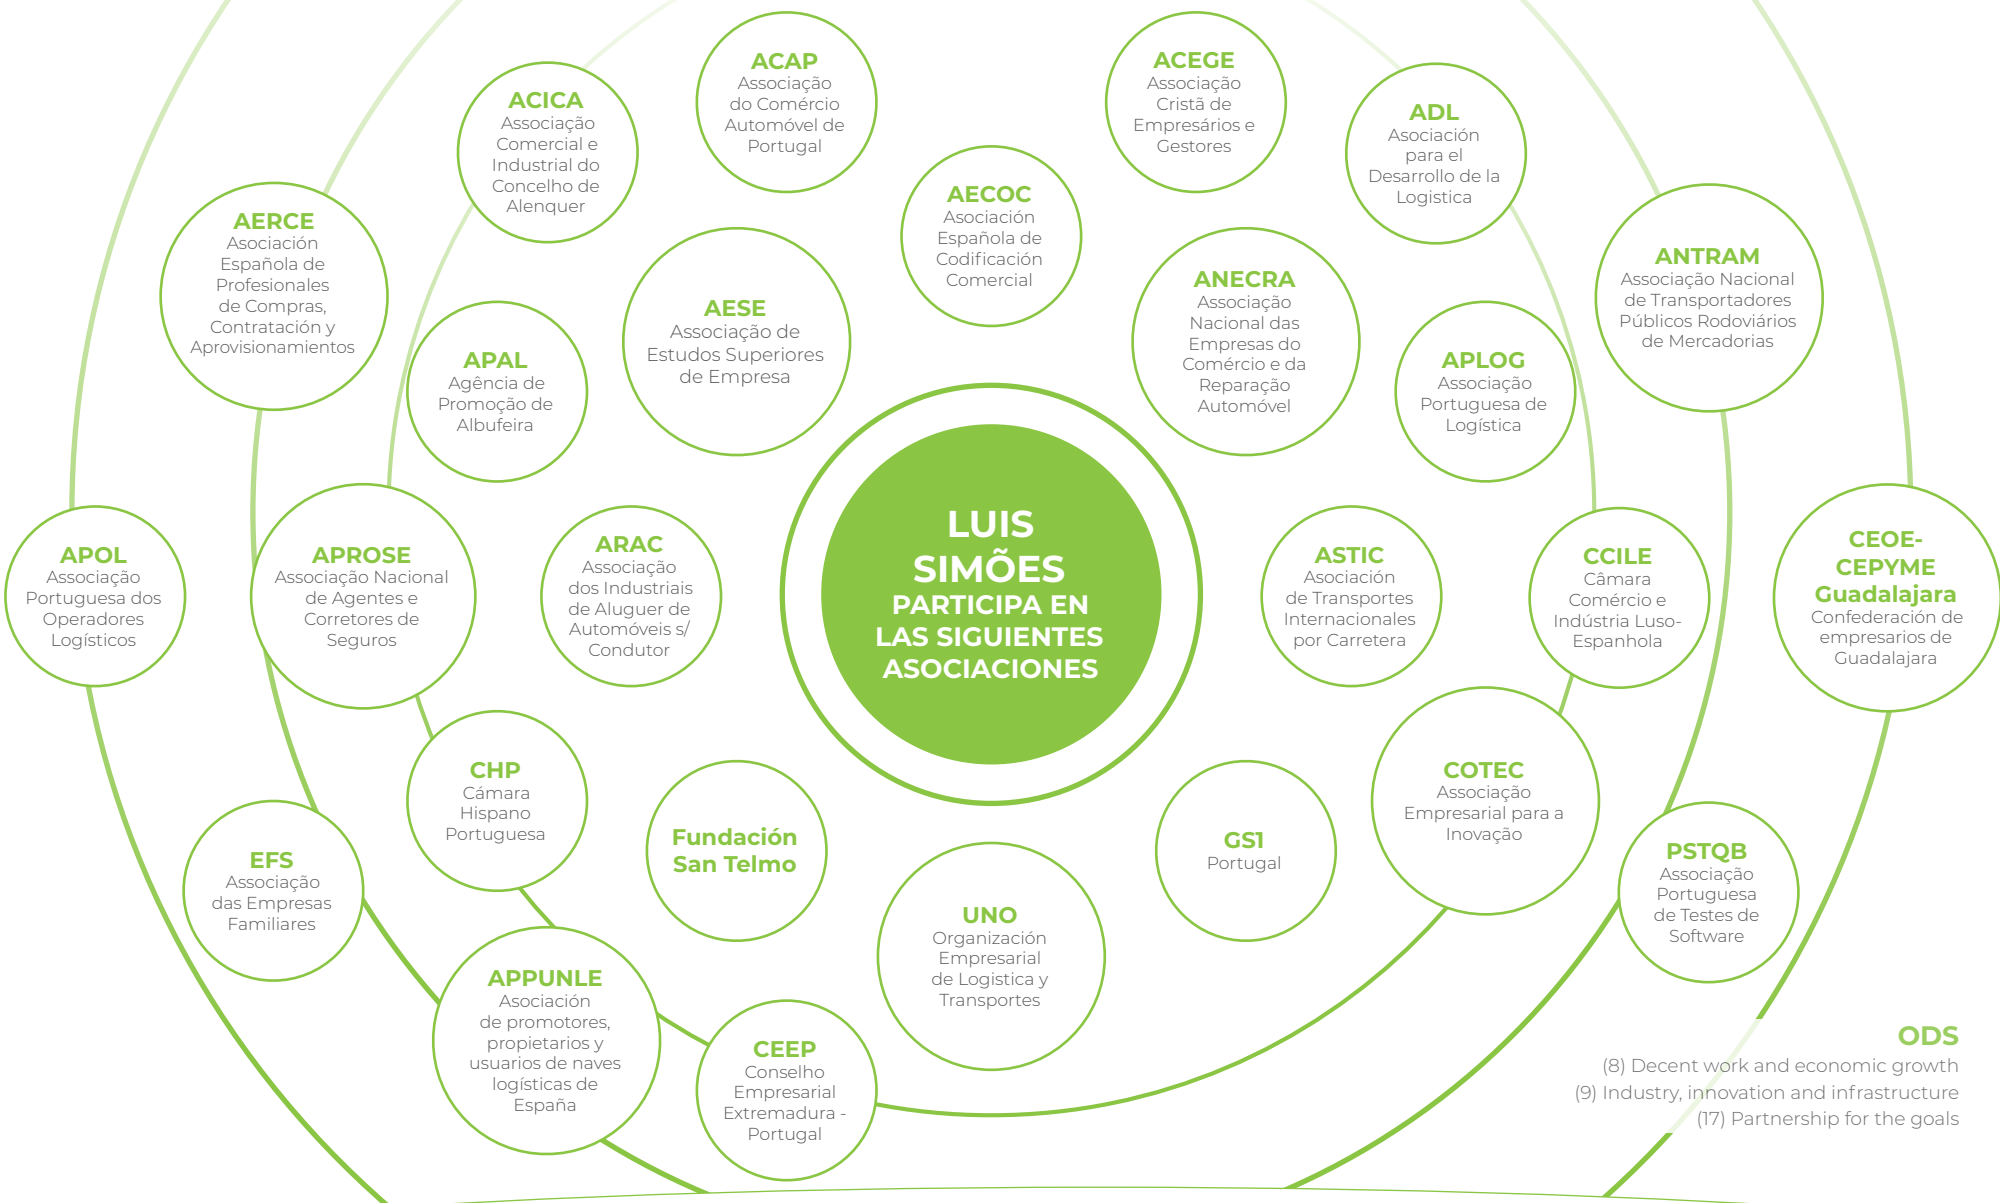 ACAP
Associação
do Comércio
Automóvel de
Portugal
ACEGE
Associação
Cristã de
Empresários e
Gestores
ACICA
Associação
Comercial e
Industrial do
Concelho de
Alenquer
ADL
Asociación
para el
Desarrollo de la
Logistica
AECOC
Asociación
Española de
Codificación
Comercial
AERCE
Asociación
Española de
Profesionales
de Compras,
Contratación y
Aprovisionamientos
ANTRAM
Associação Nacional
de Transportadores
Públicos Rodoviários
de Mercadorias
AESE
Associação de
Estudos Superiores
de Empresa
ANECRA
Associação
Nacional das
Empresas do
Comércio e da
Reparação
Automóvel
APAL
Agência de
Promoção de
Albufeira
APLOG
Associação
Portuguesa de
Logística
LUIS
SIMÕES
PARTICIPA EN
LAS SIGUIENTES
ASOCIACIONES
APOL
Associação
Portuguesa dos
Operadores
Logísticos
APROSE
Associação Nacional
de Agentes e
Corretores de
Seguros
ARAC
Associação
dos Industriais
de Aluguer de
Automóveis s/
Condutor
ASTIC
Asociación
de Transportes
Internacionales
por Carretera
CCILE
Câmara
Comércio e
Indústria Luso-
Espanhola
CEOE-
CEPYME
Guadalajara
Confederación de
empresarios de
Guadalajara
CHP
Cámara
Hispano
Portuguesa
Fundación
San Telmo
GS1
Portugal
COTEC
Associação
Empresarial para a
Inovação
EFS
Associação
das Empresas
Familiares
UNO
Organización
Empresarial
de Logistica y
Transportes
PSTQB
Associação
Portuguesa
de Testes de
Software
APPUNLE
Asociación
de promotores,
propietarios y
usuarios de naves
logísticas de
España
CEEP
Conselho
Empresarial
Extremadura -
Portugal
ODS
(8) Decent work and economic growth
(9) Industry, innovation and infrastructure
(17) Partnership for the goals